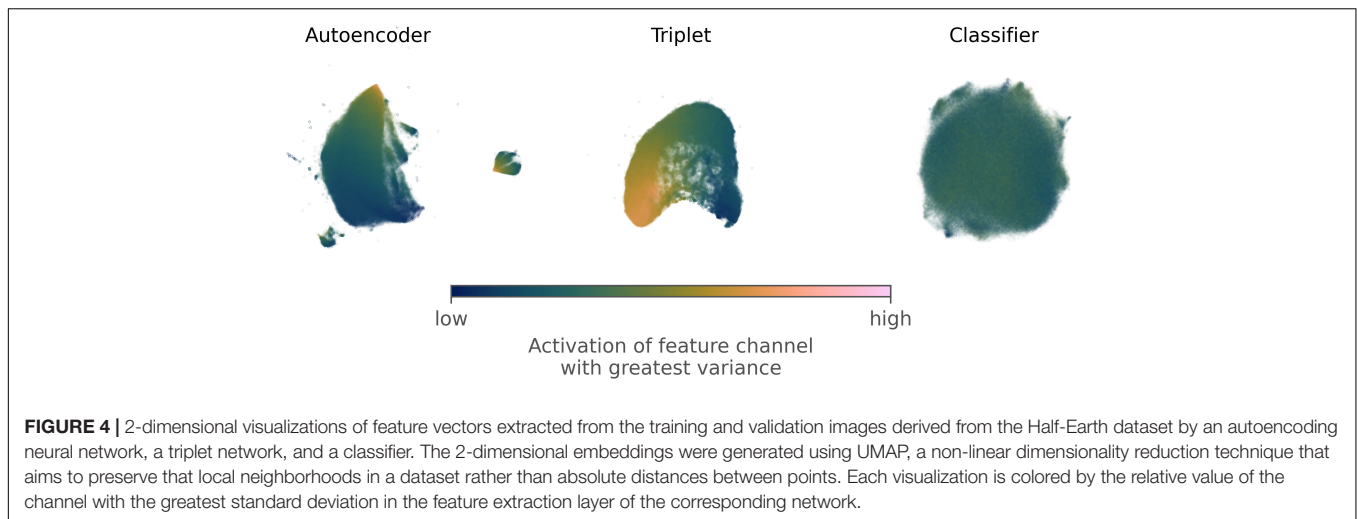 Autoencoder Triplet Classifier
low high
Activation of feature channel
with greatest variance
FIGURE 4 | 2-dimensional visualizations of feature vectors extracted from the training and validation images derived from the Half-Earth dataset by an autoencoding
neural network, a triplet network, and a classifier. The 2-dimensional embeddings were generated using UMAP, a non-linear dimensionality reduction technique that
aims to preserve that local neighborhoods in a dataset rather than absolute distances between points. Each visualization is colored by the relative value of the
channel with the greatest standard deviation in the feature extraction layer of the corresponding network.